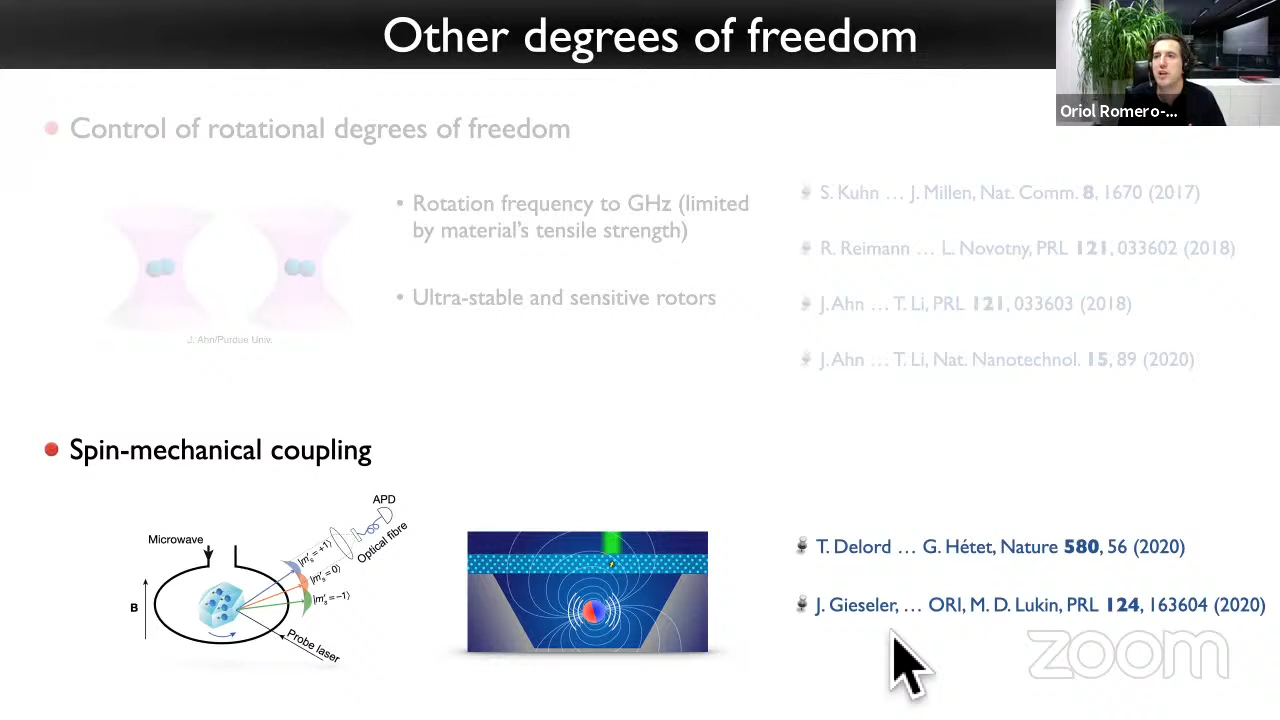 Other degrees of freedom
Oriol Romero-...
• Control of rotational degrees of freedom
• Rotation frequency to GHz (limited
by material's tensile strength)
• Ultra-stable and sensitive rotors
J. Ahn/Purdue Univ.
S. Kuhn … J. Millen, Nat. Comm. 8, 1670 (2017)
R. Reimann … L. Novotny, PRL 121, 033602 (2018)
J. Ahn … T. Li, PRL 121, 033603 (2018)
J. Ahn … T. Li, Nat. Nanotechnol. 15, 89 (2020)
• Spin-mechanical coupling
APD
Optical fibre
Microwave
|m's = +1⟩
|m's = 0⟩
|m's = −1⟩
B
Probe laser
T. Delord … G. Hétet, Nature 580, 56 (2020)
J. Gieseler, … ORI, M. D. Lukin, PRL 124, 163604 (2020)
zoom